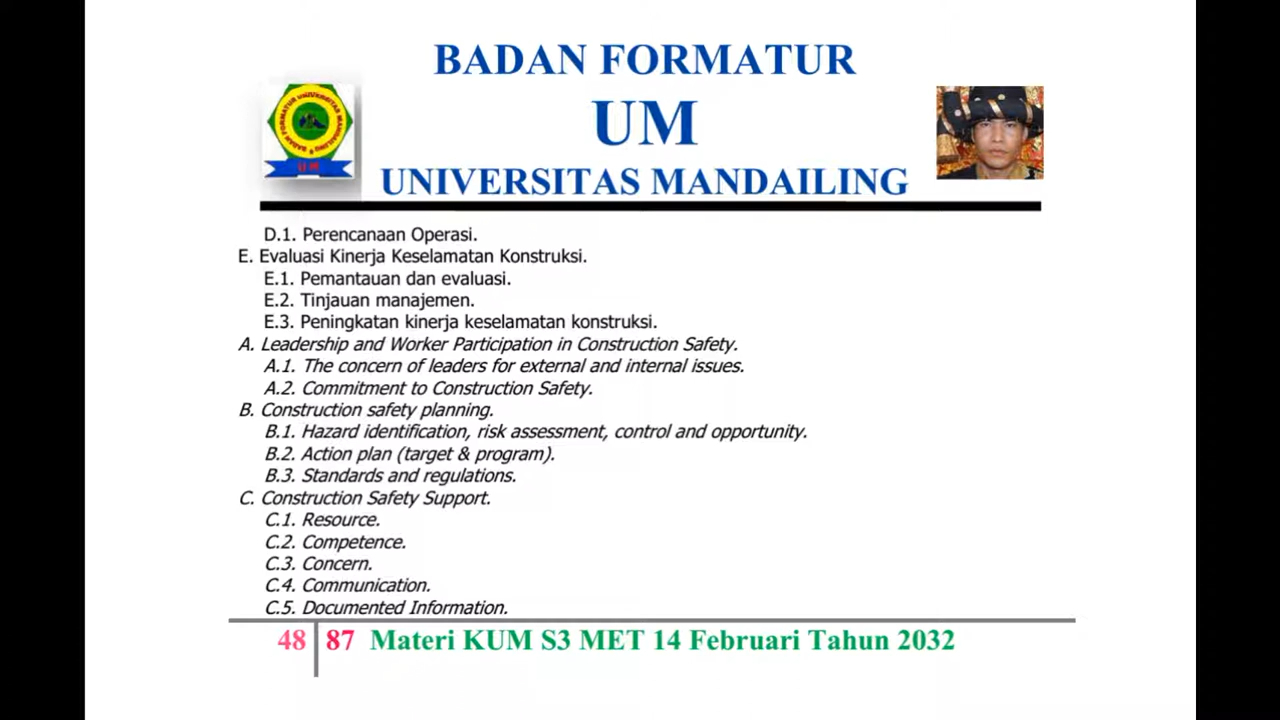 BADAN FORMATUR
UM
UNIVERSITAS MANDAILING
BADAN FORMATUR UNIVERSITAS MANDAILING
U M
D.1. Perencanaan Operasi.
E. Evaluasi Kinerja Keselamatan Konstruksi.
E.1. Pemantauan dan evaluasi.
E.2. Tinjauan manajemen.
E.3. Peningkatan kinerja keselamatan konstruksi.
A. Leadership and Worker Participation in Construction Safety.
A.1. The concern of leaders for external and internal issues.
A.2. Commitment to Construction Safety.
B. Construction safety planning.
B.1. Hazard identification, risk assessment, control and opportunity.
B.2. Action plan (target & program).
B.3. Standards and regulations.
C. Construction Safety Support.
C.1. Resource.
C.2. Competence.
C.3. Concern.
C.4. Communication.
C.5. Documented Information.
48 87 Materi KUM S3 MET 14 Februari Tahun 2032